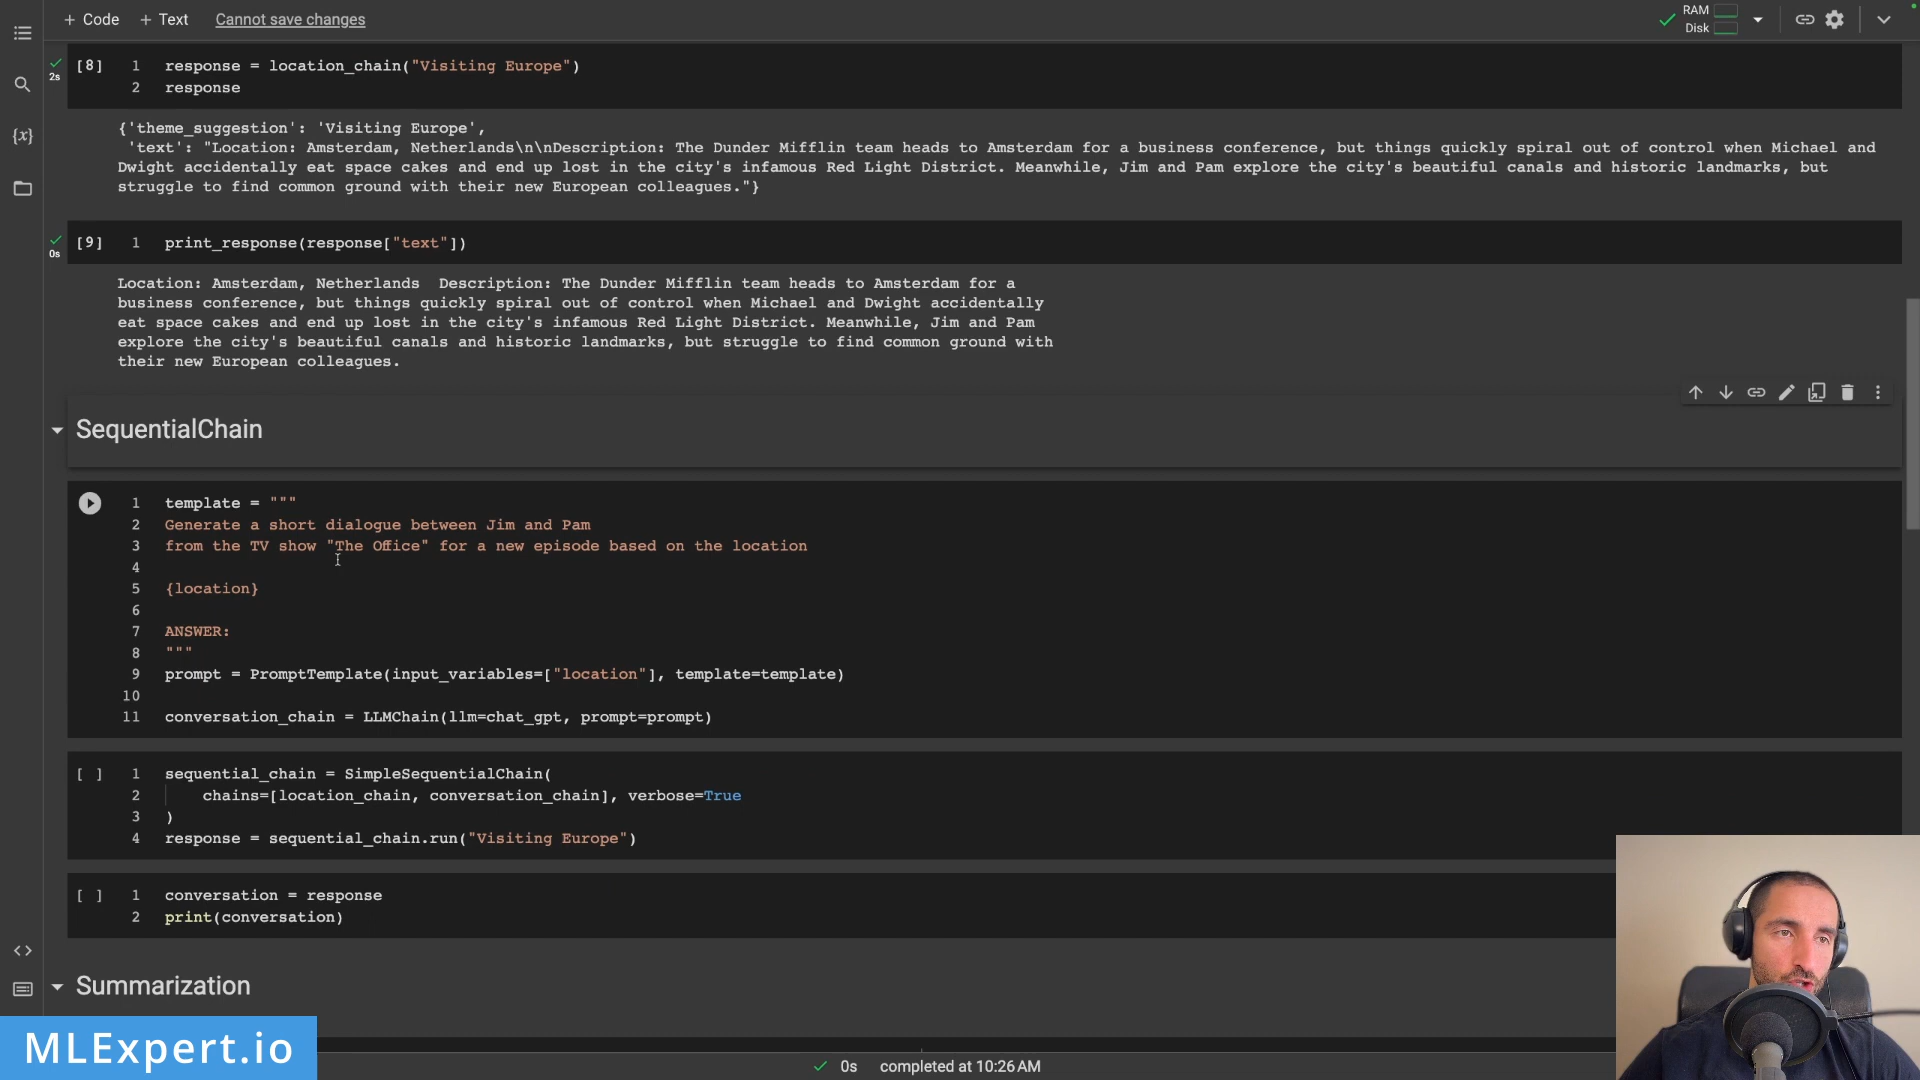 + Code + Text Cannot save changes RAM Disk
[8] 1 response = location_chain("Visiting Europe")
2s 2 response
{'theme_suggestion': 'Visiting Europe',
'text': "Location: Amsterdam, Netherlands\n\nDescription: The Dunder Mifflin team heads to Amsterdam for a business conference, but things quickly spiral out of control when Michael and
Dwight accidentally eat space cakes and end up lost in the city's infamous Red Light District. Meanwhile, Jim and Pam explore the city's beautiful canals and historic landmarks, but
struggle to find common ground with their new European colleagues."}
[9] 1 print_response(response["text"])
0s
Location: Amsterdam, Netherlands  Description: The Dunder Mifflin team heads to Amsterdam for a
business conference, but things quickly spiral out of control when Michael and Dwight accidentally
eat space cakes and end up lost in the city's infamous Red Light District. Meanwhile, Jim and Pam
explore the city's beautiful canals and historic landmarks, but struggle to find common ground with
their new European colleagues.
SequentialChain
1 template = """
2 Generate a short dialogue between Jim and Pam
3 from the TV show "The Office" for a new episode based on the location
4
5 {location}
6
7 ANSWER:
8 """
9 prompt = PromptTemplate(input_variables=["location"], template=template)
10
11 conversation_chain = LLMChain(llm=chat_gpt, prompt=prompt)
[ ] 1 sequential_chain = SimpleSequentialChain(
2 chains=[location_chain, conversation_chain], verbose=True
3 )
4 response = sequential_chain.run("Visiting Europe")
[ ] 1 conversation = response
2 print(conversation)
Summarization
MLExpert.io
0s completed at 10:26 AM